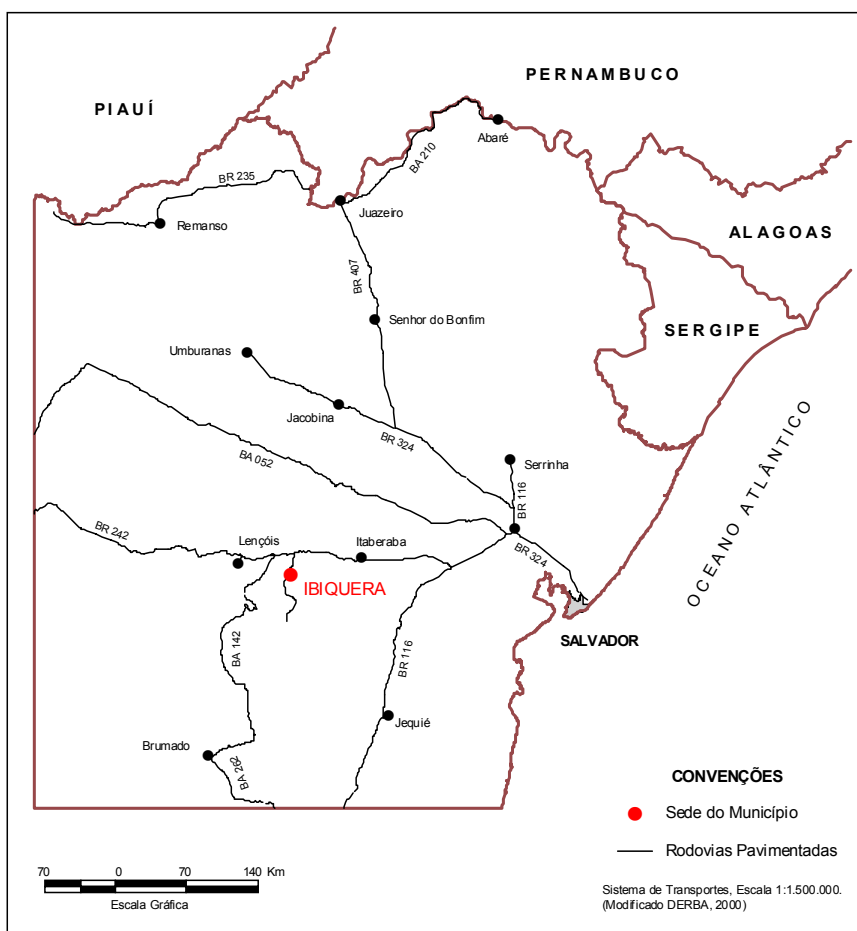 PERNAMBUCO
PIAUÍ
Abaré
BA 210
BR 235
Juazeiro
Remanso
ALAGOAS
BR 407
Senhor do Bonfim
SERGIPE
Umburanas
Jacobina
BR 324
OCEANO ATLÂNTICO
BA 052
Serrinha
BR 116
BR 242
Lençóis
Itaberaba
BR 324
IBIQUERA
SALVADOR
BA 142
BR 116
Jequié
Brumado
BA 262
CONVENÇÕES
Sede do Município
Rodovias Pavimentadas
70 0 70 140 Km
Escala Gráfica
Sistema de Transportes, Escala 1:1.500.000.
(Modificado DERBA, 2000)